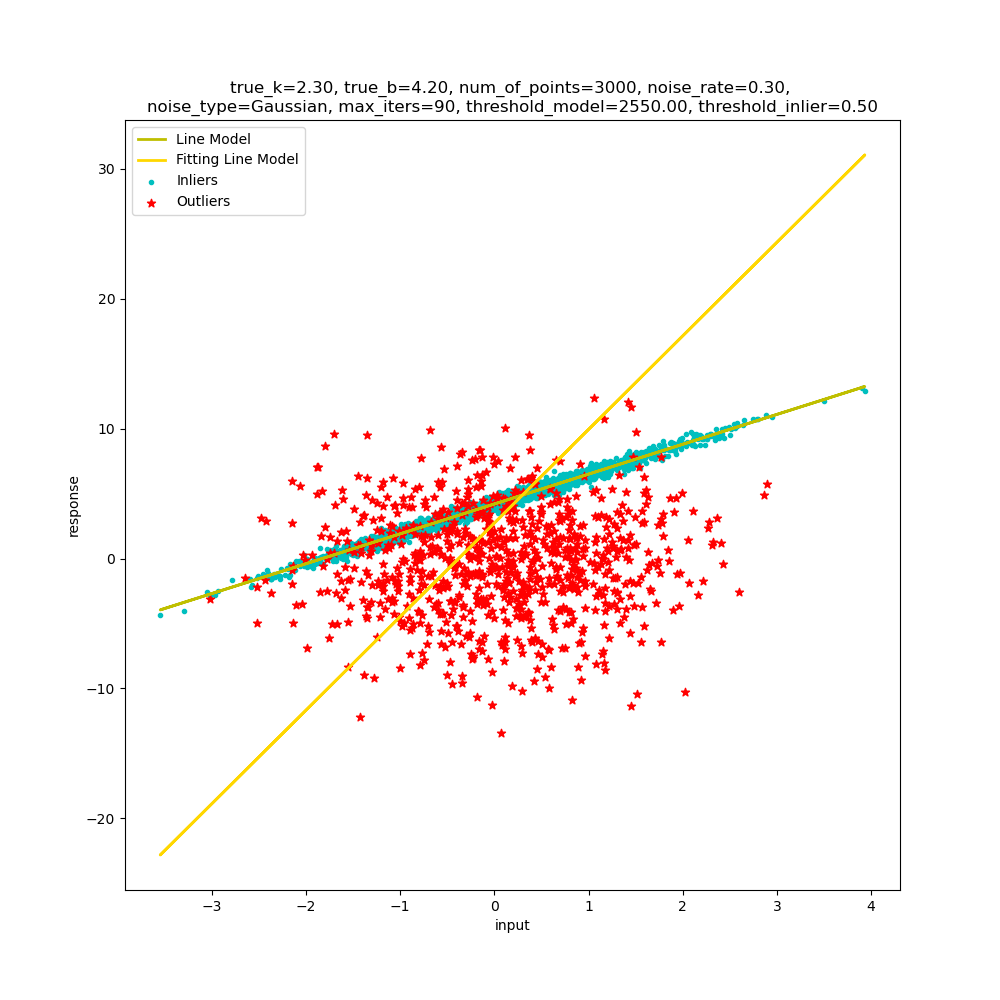 true_k=2.30, true_b=4.20, num_of_points=3000, noise_rate=0.30,
noise_type=Gaussian, max_iters=90, threshold_model=2550.00, threshold_inlier=0.50
Line Model
Fitting Line Model
Inliers
Outliers
30
20
10
0
−10
−20
response
−3
−2
−1
0
1
2
3
4
input